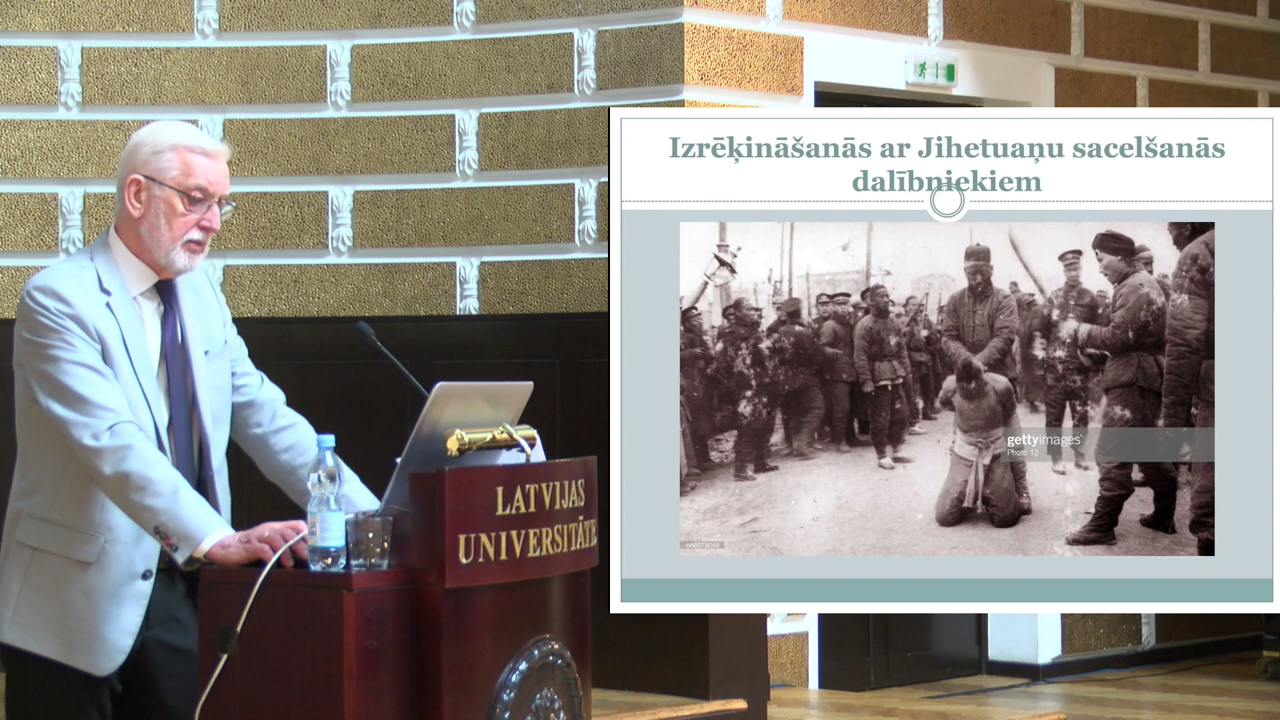 Izrēķināšanās ar Jihetuaņu sacelšanās
dalībniekiem
gettyimages
Photo 12
LATVIJAS
UNIVERSITĀTE